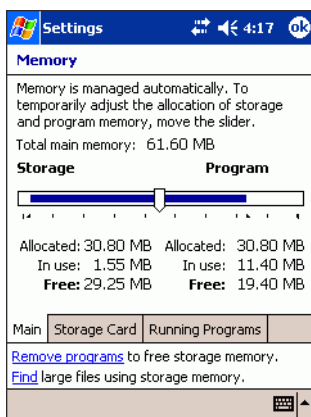 Settings 4:17 ok
Memory
Memory is managed automatically. To
temporarily adjust the allocation of storage
and program memory, move the slider.
Total main memory: 61.60 MB
Storage Program
Allocated: 30.80 MB Allocated: 30.80 MB
In use: 1.55 MB In use: 11.40 MB
Free: 29.25 MB Free: 19.40 MB
Main Storage Card Running Programs
Remove programs to free storage memory.
Find large files using storage memory.